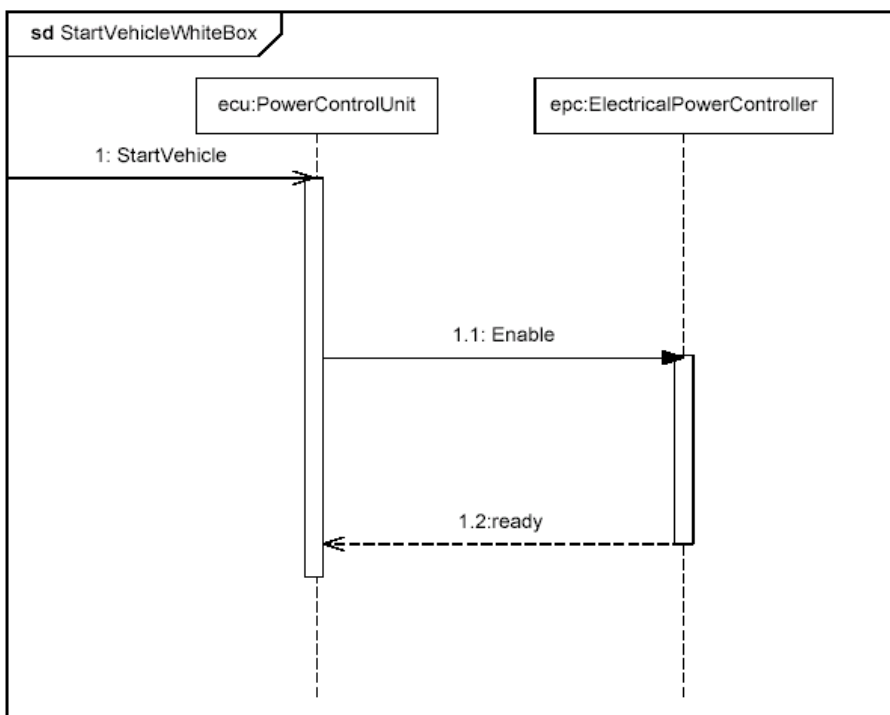 sd StartVehicleWhiteBox
ecu:PowerControlUnit
epc:ElectricalPowerController
1: StartVehicle
1.1: Enable
1.2:ready